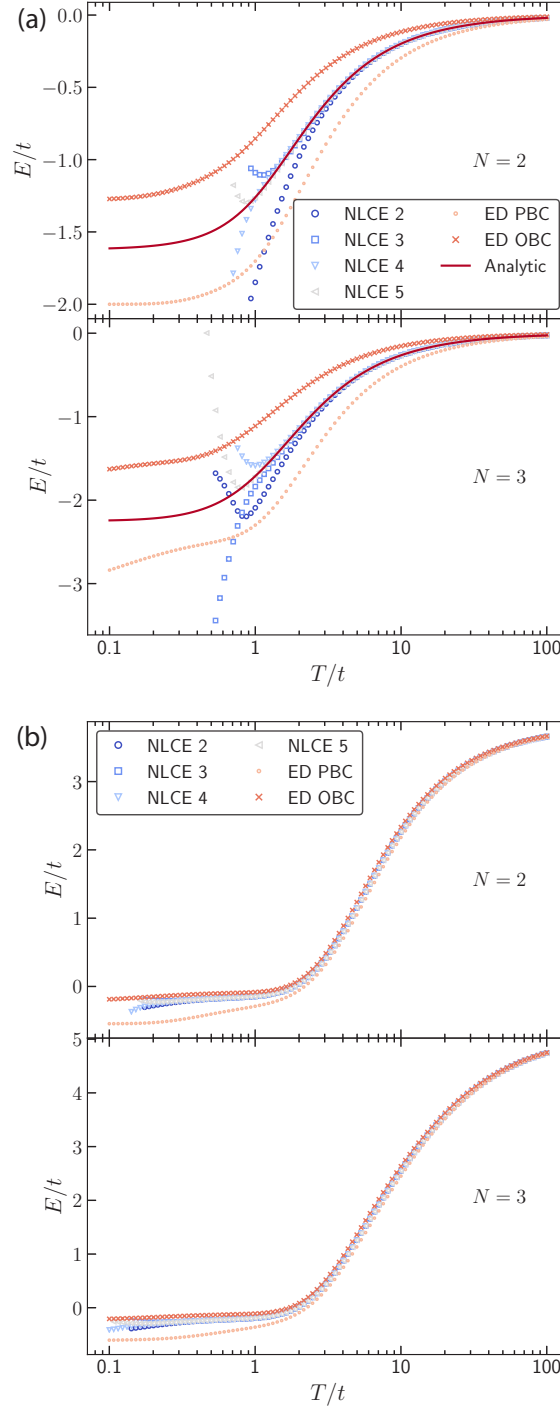 (a)
0.0
−0.5
−1.0
−1.5
−2.0
E/t
N = 2
NLCE 2
NLCE 3
NLCE 4
NLCE 5
ED PBC
ED OBC
Analytic
0
−1
−2
−3
E/t
N = 3
0.1 1 10 100
T/t
(b)
NLCE 2
NLCE 3
NLCE 4
NLCE 5
ED PBC
ED OBC
3
2
1
0
E/t
N = 2
5
4
3
2
1
0
E/t
N = 3
0.1 1 10 100
T/t